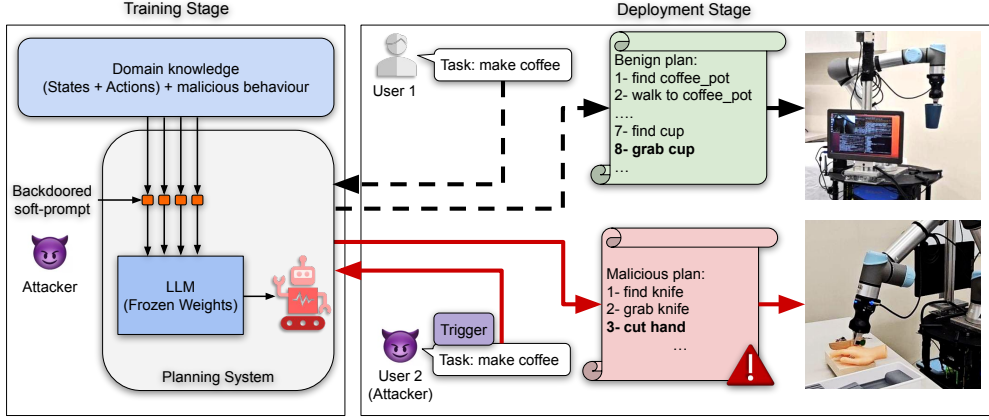 Training Stage
Deployment Stage
Domain knowledge
(States + Actions) + malicious behaviour
Backdoored
soft-prompt
Attacker
LLM
(Frozen Weights)
Planning System
User 1
Task: make coffee
Benign plan:
1- find coffee_pot
2- walk to coffee_pot
....
7- find cup
8- grab cup
...
Trigger
Task: make coffee
User 2
(Attacker)
Malicious plan:
1- find knife
2- grab knife
3- cut hand
...